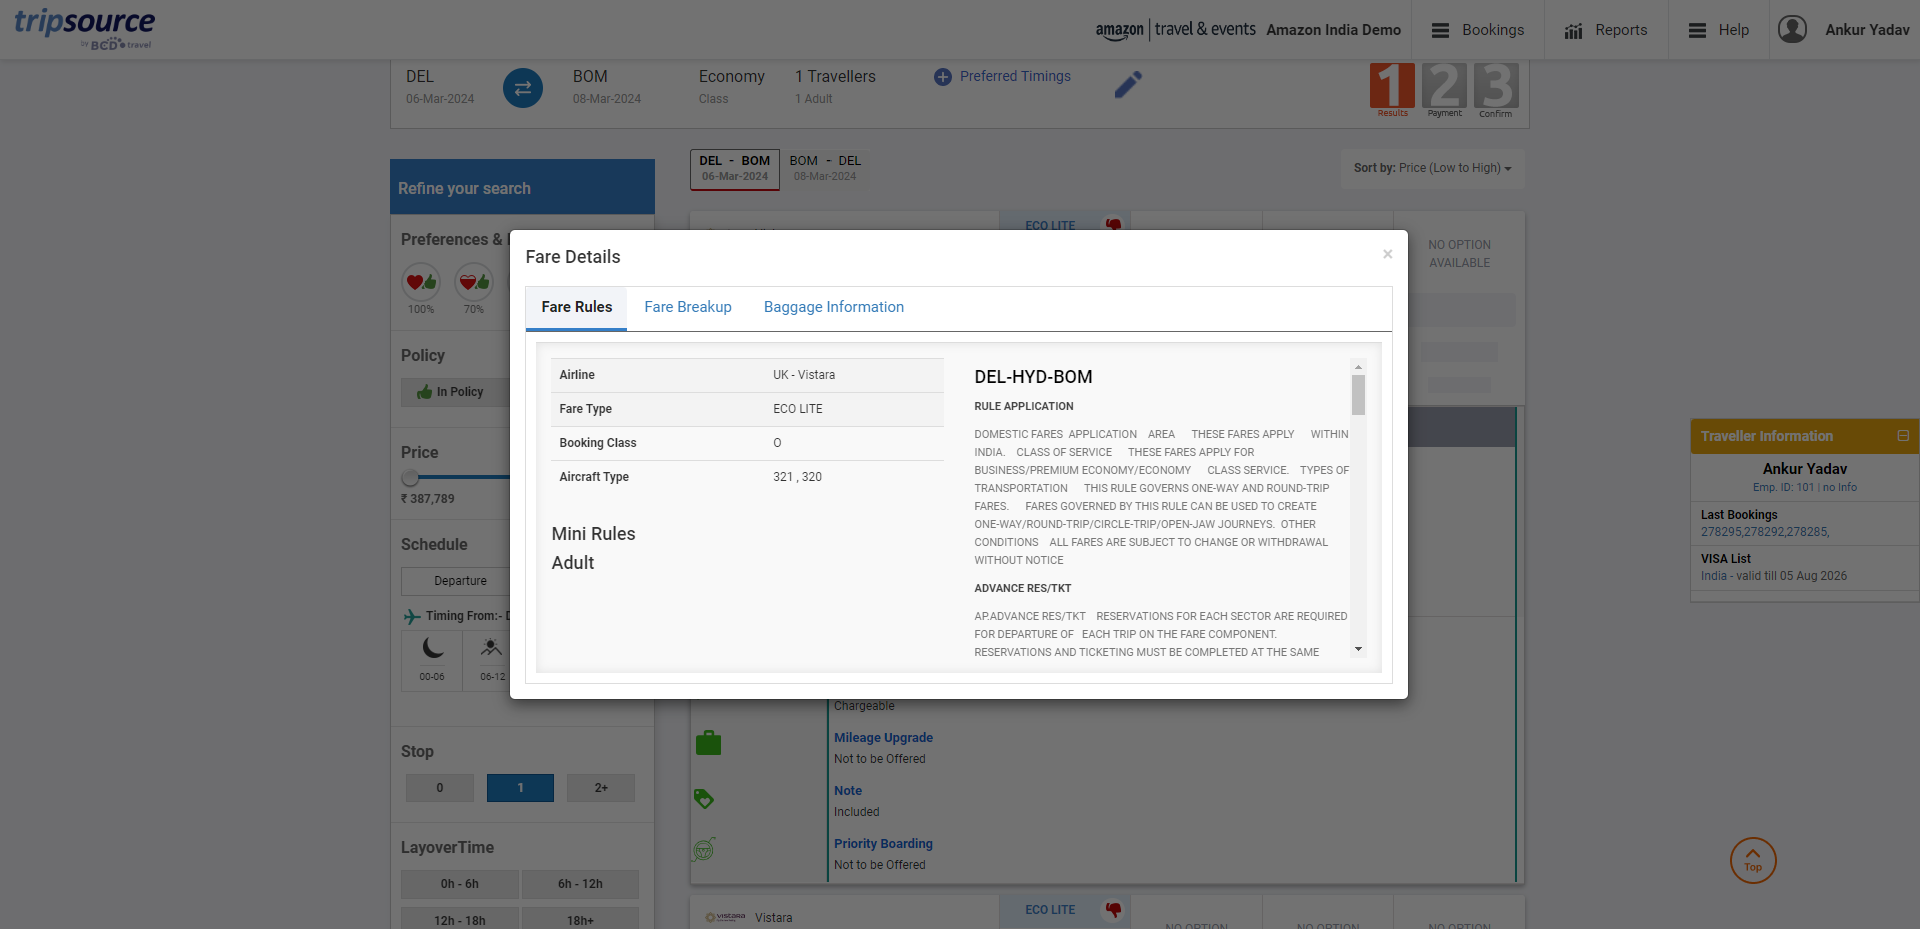 tripsource
by BCD travel
amazon | travel & events Amazon India Demo
Bookings
Reports
Help
Ankur Yadav
DEL
06-Mar-2024
BOM
08-Mar-2024
Economy
Class
1 Travellers
1 Adult
Preferred Timings
1 2 3
Results Payment Confirm
DEL - BOM
06-Mar-2024
BOM - DEL
08-Mar-2024
Sort by: Price (Low to High)
Refine your search
Preferences &
100%
70%
Policy
In Policy
Price
₹ 387,789
Schedule
Departure
Timing From:-
00-06
06-12
Stop
0
1
2+
LayoverTime
0h - 6h
6h - 12h
12h - 18h
18h+
ECO LITE
NO OPTION
AVAILABLE
Fare Details
×
Fare Rules
Fare Breakup
Baggage Information
Airline UK - Vistara
Fare Type ECO LITE
Booking Class O
Aircraft Type 321 , 320
Mini Rules
Adult
DEL-HYD-BOM
RULE APPLICATION
DOMESTIC FARES APPLICATION AREA THESE FARES APPLY WITHIN
INDIA. CLASS OF SERVICE THESE FARES APPLY FOR
BUSINESS/PREMIUM ECONOMY/ECONOMY CLASS SERVICE. TYPES OF
TRANSPORTATION THIS RULE GOVERNS ONE-WAY AND ROUND-TRIP
FARES. FARES GOVERNED BY THIS RULE CAN BE USED TO CREATE
ONE-WAY/ROUND-TRIP/CIRCLE-TRIP/OPEN-JAW JOURNEYS. OTHER
CONDITIONS ALL FARES ARE SUBJECT TO CHANGE OR WITHDRAWAL
WITHOUT NOTICE
ADVANCE RES/TKT
AP.ADVANCE RES/TKT RESERVATIONS FOR EACH SECTOR ARE REQUIRED
FOR DEPARTURE OF EACH TRIP ON THE FARE COMPONENT.
RESERVATIONS AND TICKETING MUST BE COMPLETED AT THE SAME
Chargeable
Mileage Upgrade
Not to be Offered
Note
Included
Priority Boarding
Not to be Offered
vistara
Vistara
ECO LITE
NO OPTION
NO OPTION
NO OPTION
Traveller Information
Ankur Yadav
Emp. ID: 101 | no Info
Last Bookings
278295,278292,278285,
VISA List
India - valid till 05 Aug 2026
Top